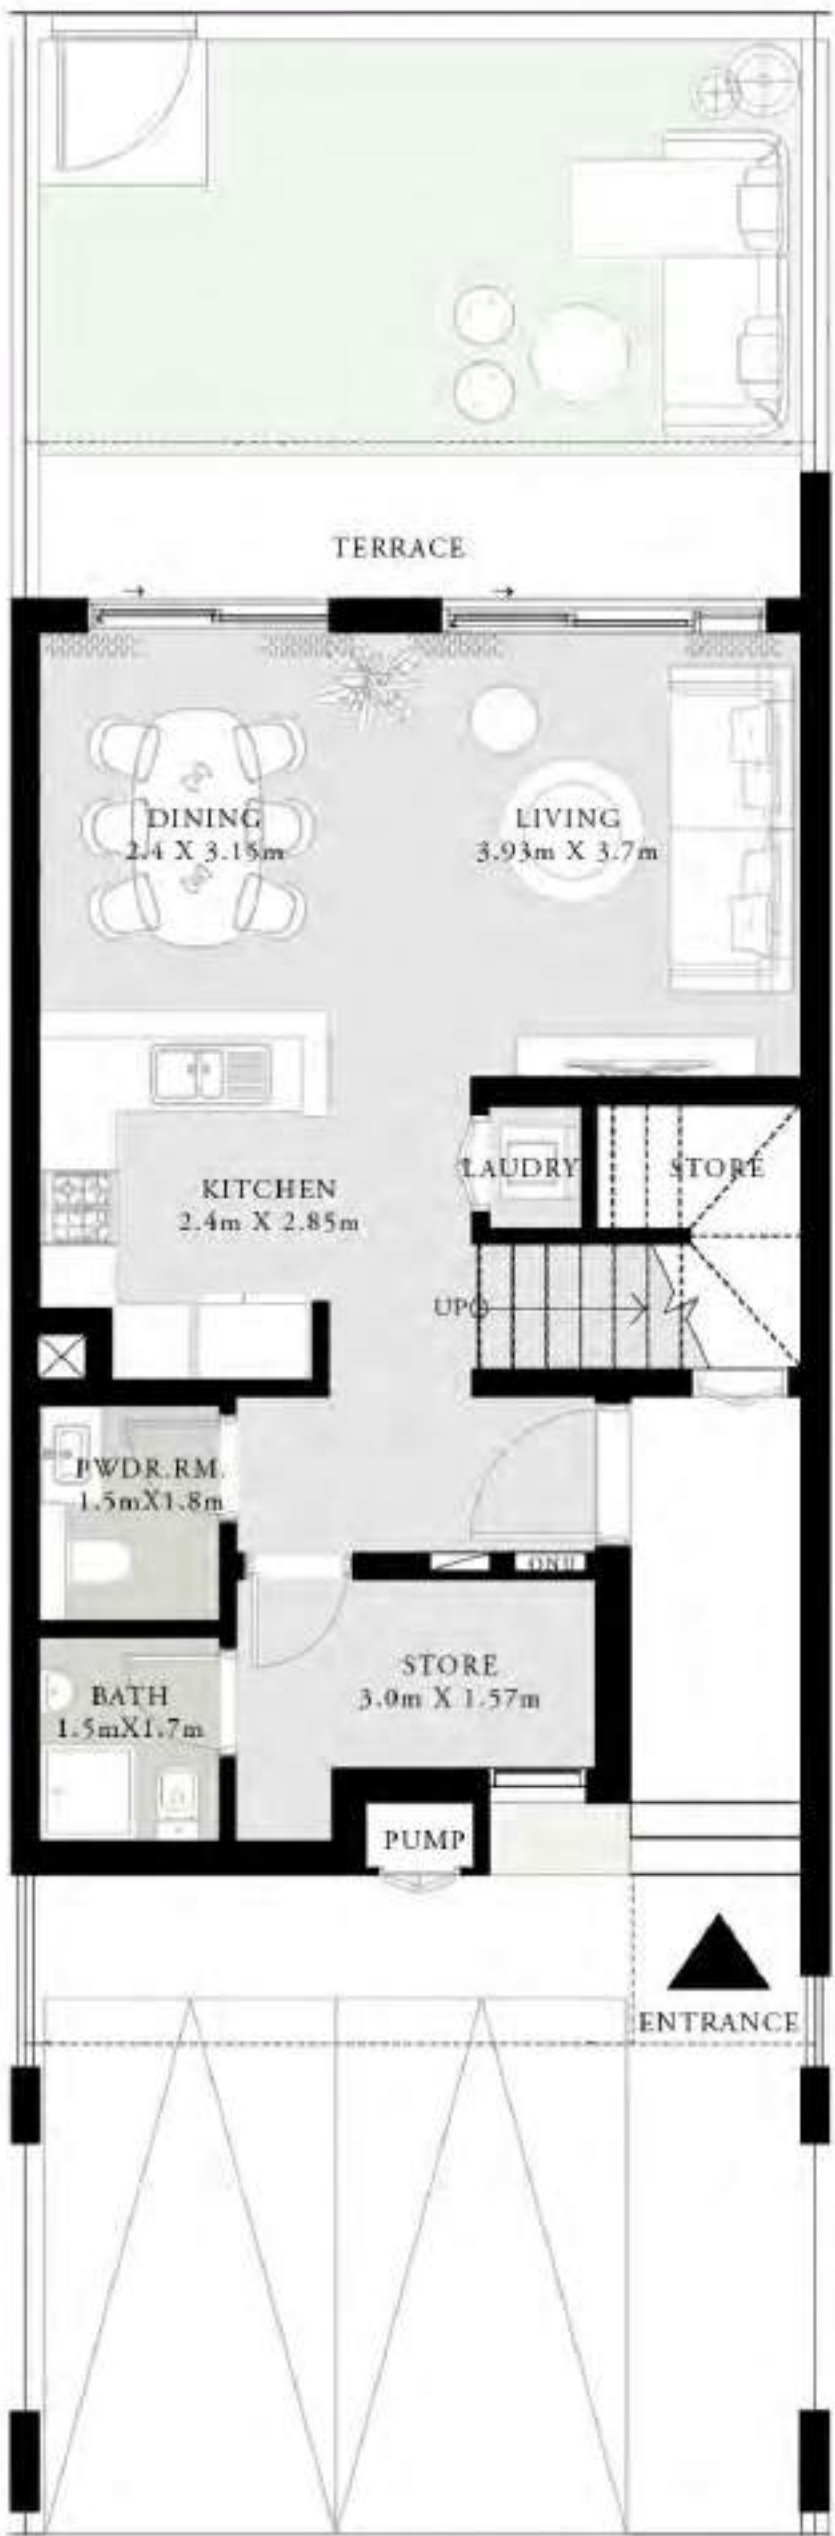 TERRACE
DINING
2.4 X 3.15m
LIVING
3.93m X 3.7m
LAUDRY
STORE
KITCHEN
2.4m X 2.85m
UP
PWDR.RM.
1.5mX1.8m
ONU
STORE
3.0m X 1.57m
BATH
1.5mX1.7m
PUMP
ENTRANCE